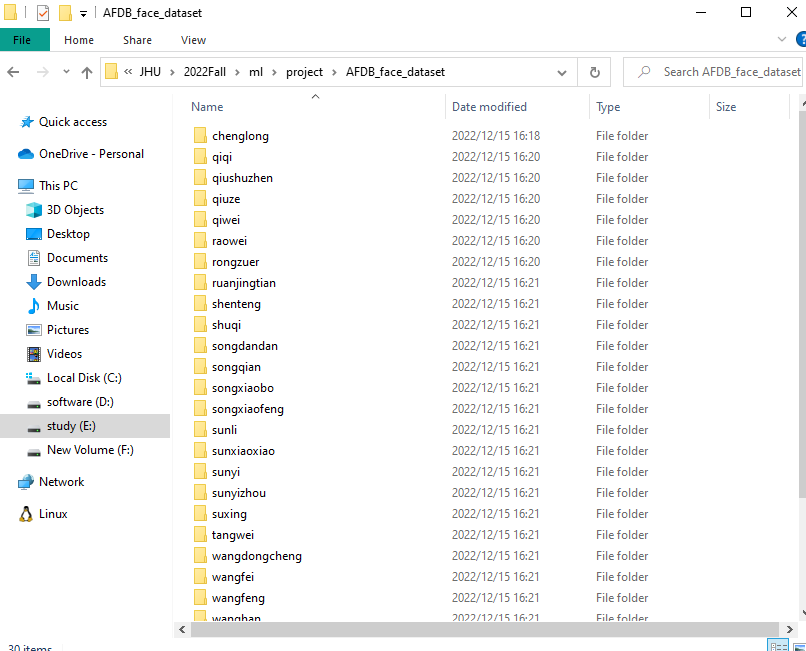 AFDB_face_dataset
File Home Share View
« JHU > 2022Fall > ml > project > AFDB_face_dataset
Search AFDB_face_dataset
Quick access
OneDrive - Personal
This PC
3D Objects
Desktop
Documents
Downloads
Music
Pictures
Videos
Local Disk (C:)
software (D:)
study (E:)
New Volume (F:)
Network
Linux
Name Date modified Type Size
chenglong 2022/12/15 16:18 File folder
qiqi 2022/12/15 16:20 File folder
qiushuzhen 2022/12/15 16:20 File folder
qiuze 2022/12/15 16:20 File folder
qiwei 2022/12/15 16:20 File folder
raowei 2022/12/15 16:20 File folder
rongzuer 2022/12/15 16:20 File folder
ruanjingtian 2022/12/15 16:21 File folder
shenteng 2022/12/15 16:21 File folder
shuqi 2022/12/15 16:21 File folder
songdandan 2022/12/15 16:21 File folder
songqian 2022/12/15 16:21 File folder
songxiaobo 2022/12/15 16:21 File folder
songxiaofeng 2022/12/15 16:21 File folder
sunli 2022/12/15 16:21 File folder
sunxiaoxiao 2022/12/15 16:21 File folder
sunyi 2022/12/15 16:21 File folder
sunyizhou 2022/12/15 16:21 File folder
suxing 2022/12/15 16:21 File folder
tangwei 2022/12/15 16:21 File folder
wangdongcheng 2022/12/15 16:21 File folder
wangfei 2022/12/15 16:21 File folder
wangfeng 2022/12/15 16:21 File folder
wanghan 2022/12/15 16:21 File folder
30 items